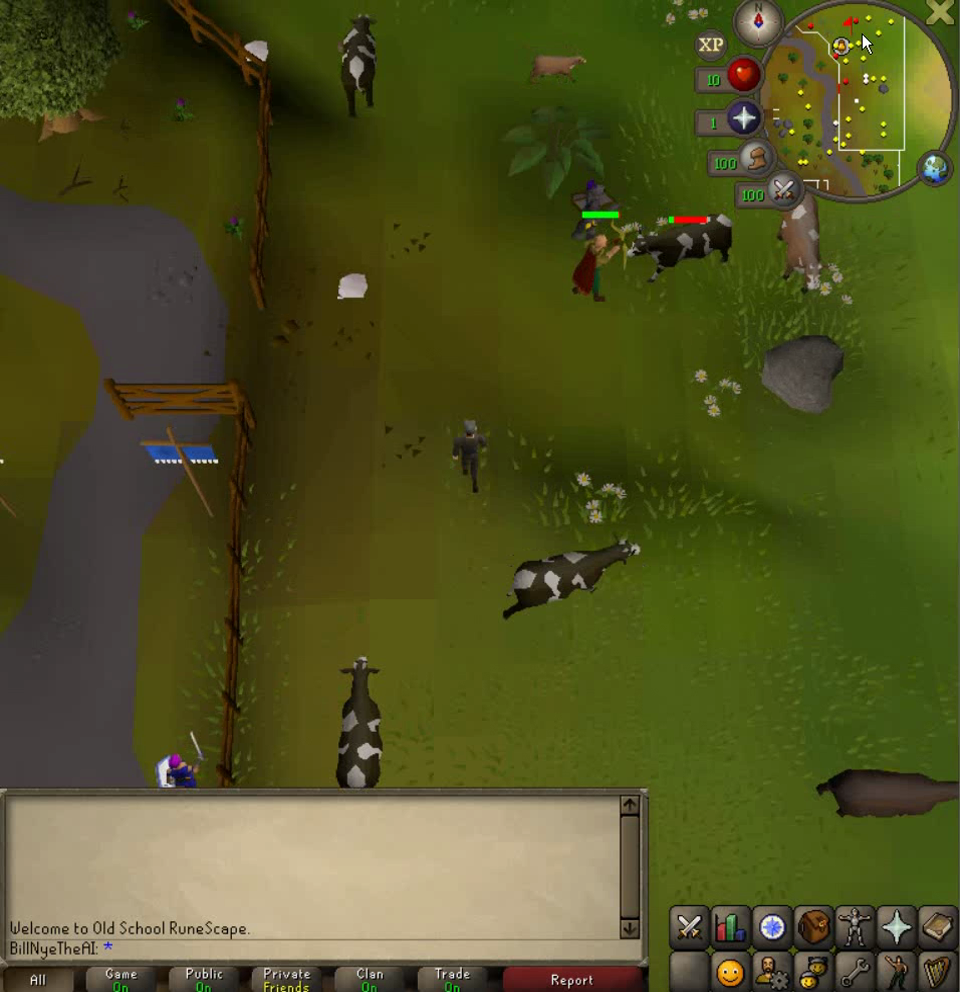 N
XP
10
1
100
100
Welcome to Old School RuneScape.
BillNyeTheAI: *
All
Game
On
Public
On
Private
Friends
Clan
On
Trade
On
Report